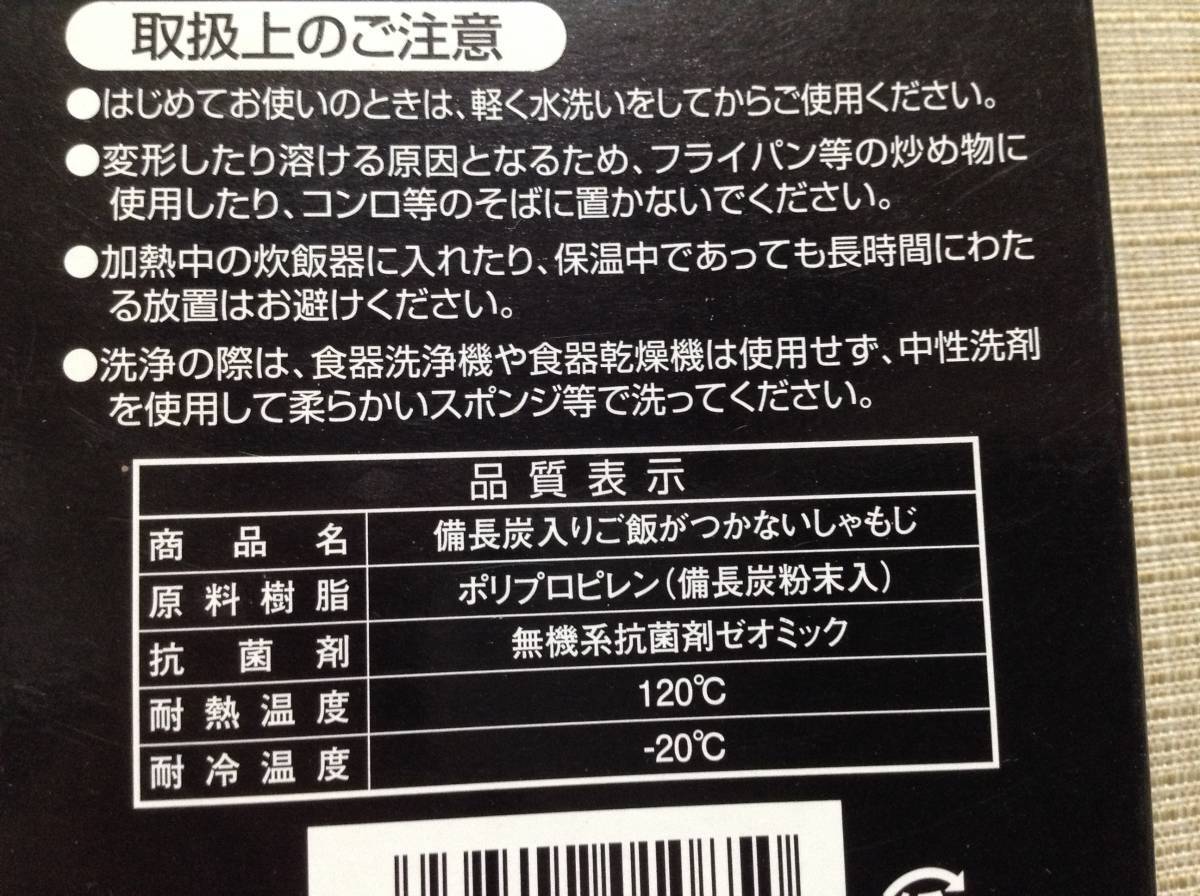 取扱上のご注意
●はじめてお使いのときは、軽く水洗いをしてからご使用ください。
●変形したり溶ける原因となるため、フライパン等の炒め物に
使用したり、コンロ等のそばに置かないでください。
●加熱中の炊飯器に入れたり、保温中であっても長時間にわた
る放置はお避けください。
●洗浄の際は、食器洗浄機や食器乾燥機は使用せず、中性洗剤
を使用して柔らかいスポンジ等で洗ってください。
品質表示
商品名 備長炭入りご飯がつかないしゃもじ
原料樹脂 ポリプロピレン(備長炭粉末入)
抗菌剤 無機系抗菌剤ゼオミック
耐熱温度 120℃
耐冷温度 -20℃